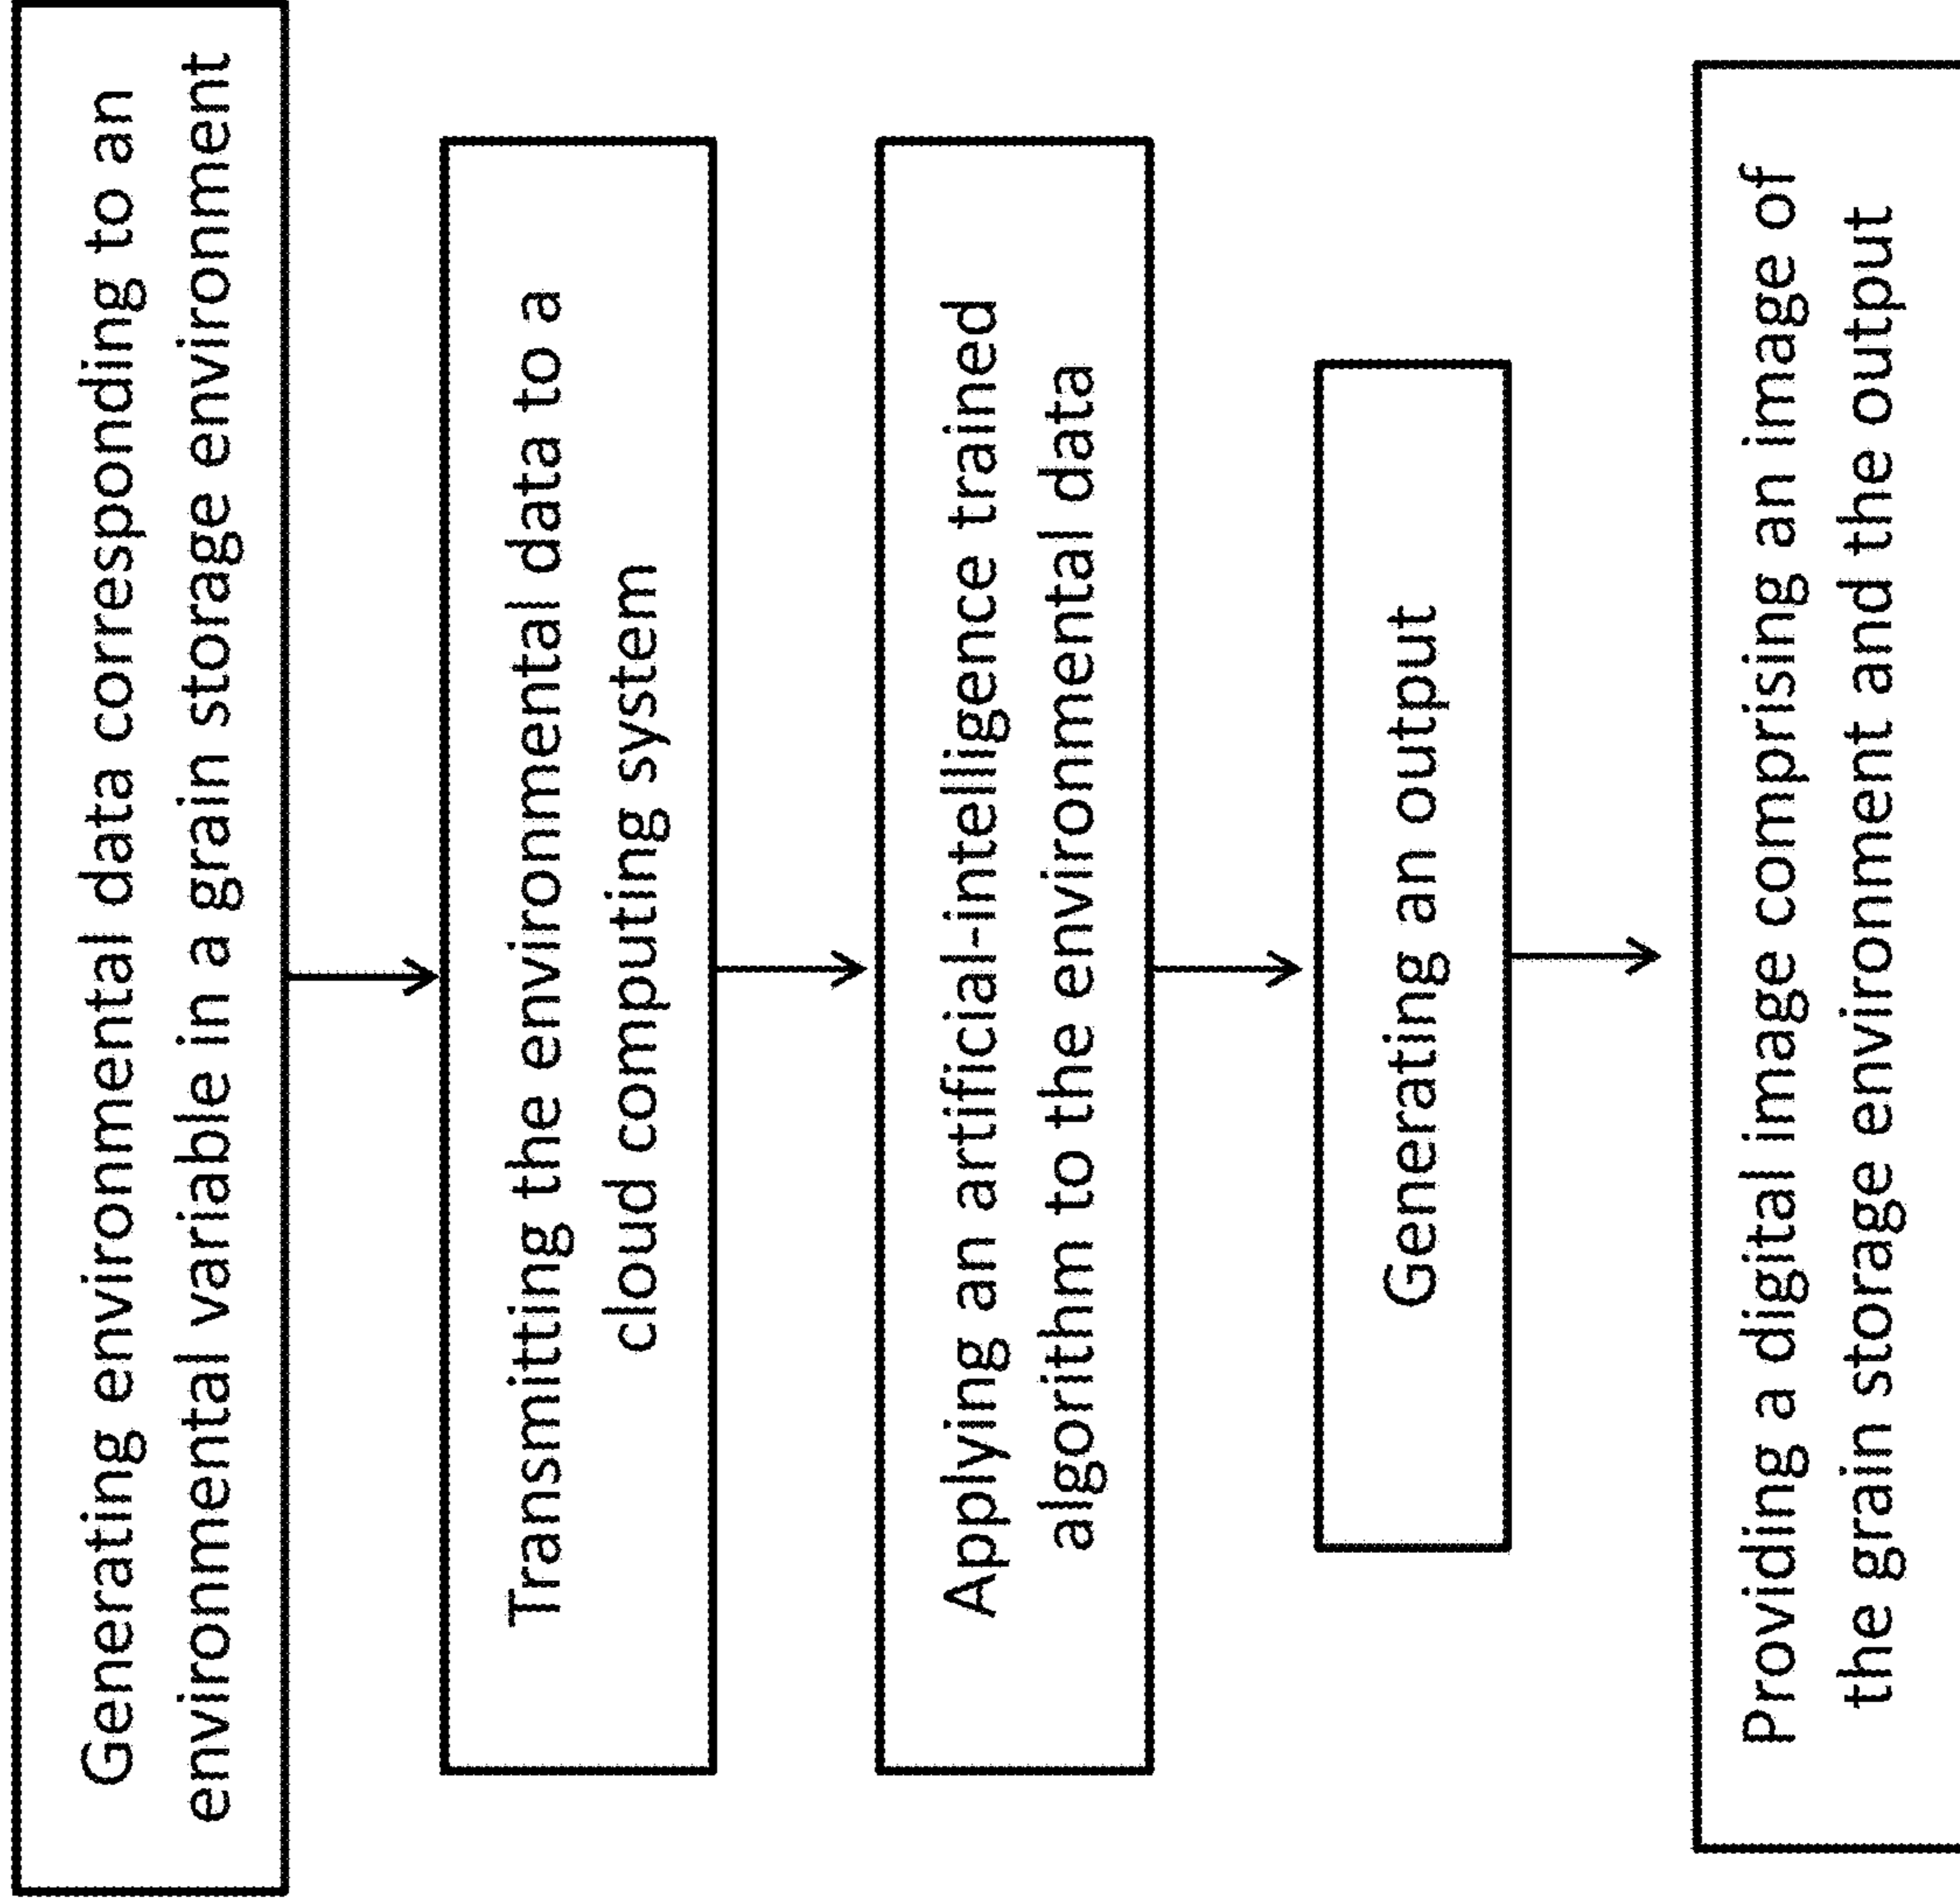 Generating environmental data corresponding to an
environmental variable in a grain storage environment
Transmitting the environmental data to a
cloud computing system
Applying an artificial-intelligence trained
algorithm to the environmental data
Generating an output
Providing a digital image comprising an image of
the grain storage environment and the output